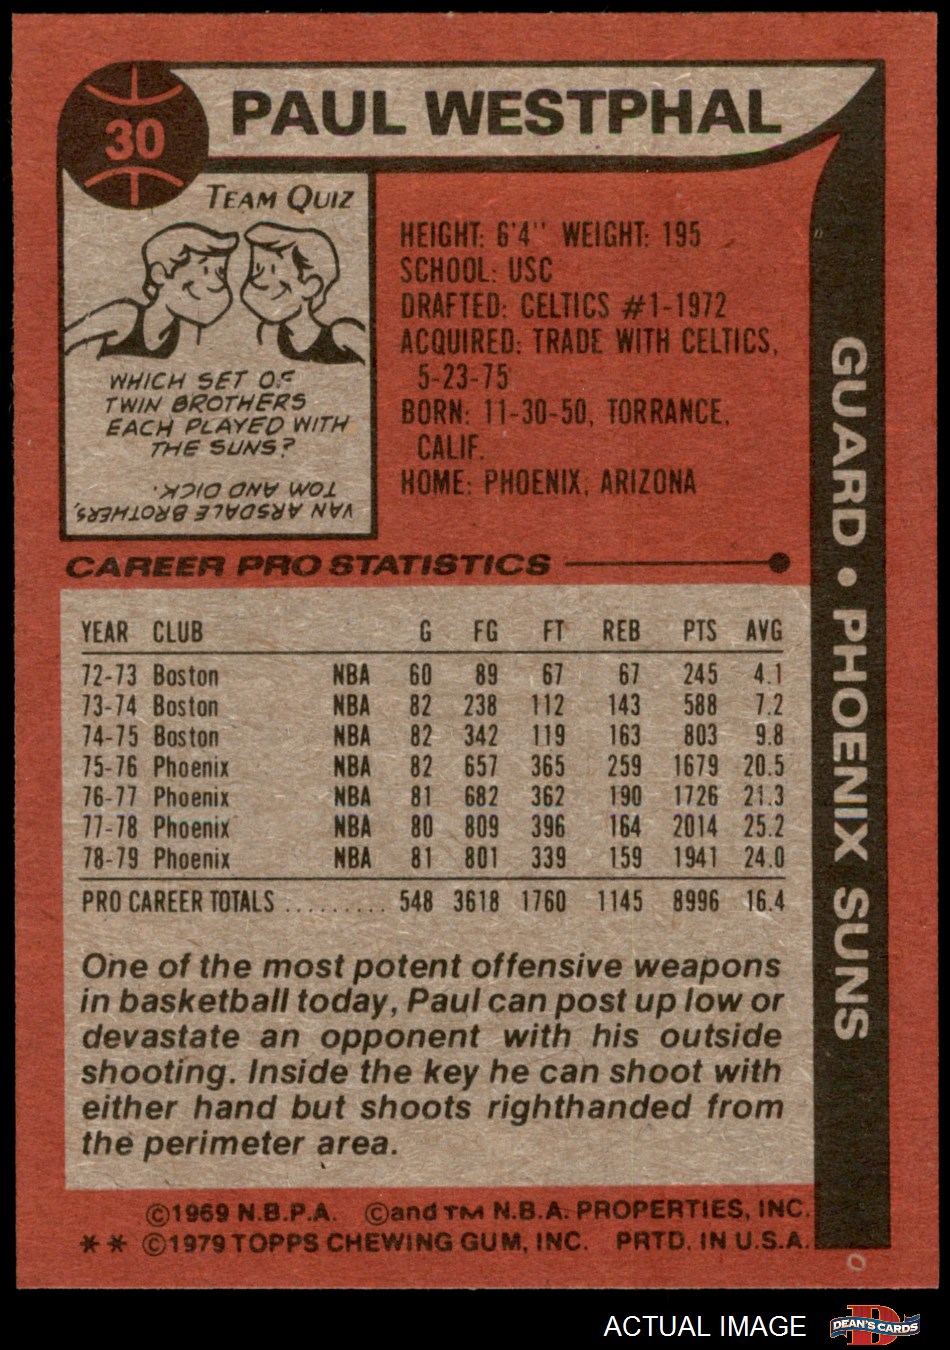 30
PAUL WESTPHAL
TEAM QUIZ
WHICH SET OF
TWIN BROTHERS
EACH PLAYED WITH
THE SUNS?
VAN ARSDALE BROTHERS,
TOM AND DICK.
HEIGHT: 6'4" WEIGHT: 195
SCHOOL: USC
DRAFTED: CELTICS #1-1972
ACQUIRED: TRADE WITH CELTICS,
5-23-75
BORN: 11-30-50, TORRANCE,
CALIF.
HOME: PHOENIX, ARIZONA
GUARD • PHOENIX SUNS
CAREER PRO STATISTICS
YEAR CLUB G FG FT REB PTS AVG
72-73 Boston NBA 60 89 67 67 245 4.1
73-74 Boston NBA 82 238 112 143 588 7.2
74-75 Boston NBA 82 342 119 163 803 9.8
75-76 Phoenix NBA 82 657 365 259 1679 20.5
76-77 Phoenix NBA 81 682 362 190 1726 21.3
77-78 Phoenix NBA 80 809 396 164 2014 25.2
78-79 Phoenix NBA 81 801 339 159 1941 24.0
PRO CAREER TOTALS .......... 548 3618 1760 1145 8996 16.4
One of the most potent offensive weapons
in basketball today, Paul can post up low or
devastate an opponent with his outside
shooting. Inside the key he can shoot with
either hand but shoots righthanded from
the perimeter area.
©1969 N.B.P.A. ©and TM N.B.A. PROPERTIES, INC.
** ©1979 TOPPS CHEWING GUM, INC. PRTD. IN U.S.A.
O
ACTUAL IMAGE
D
DEAN'S CARDS